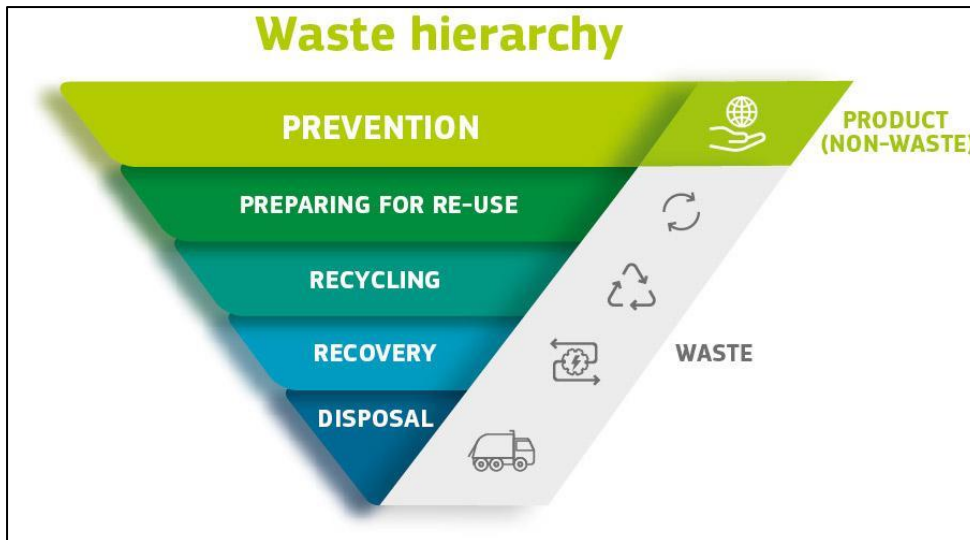 Waste hierarchy
PREVENTION
PRODUCT
(NON-WASTE)
PREPARING FOR RE-USE
RECYCLING
RECOVERY
WASTE
DISPOSAL